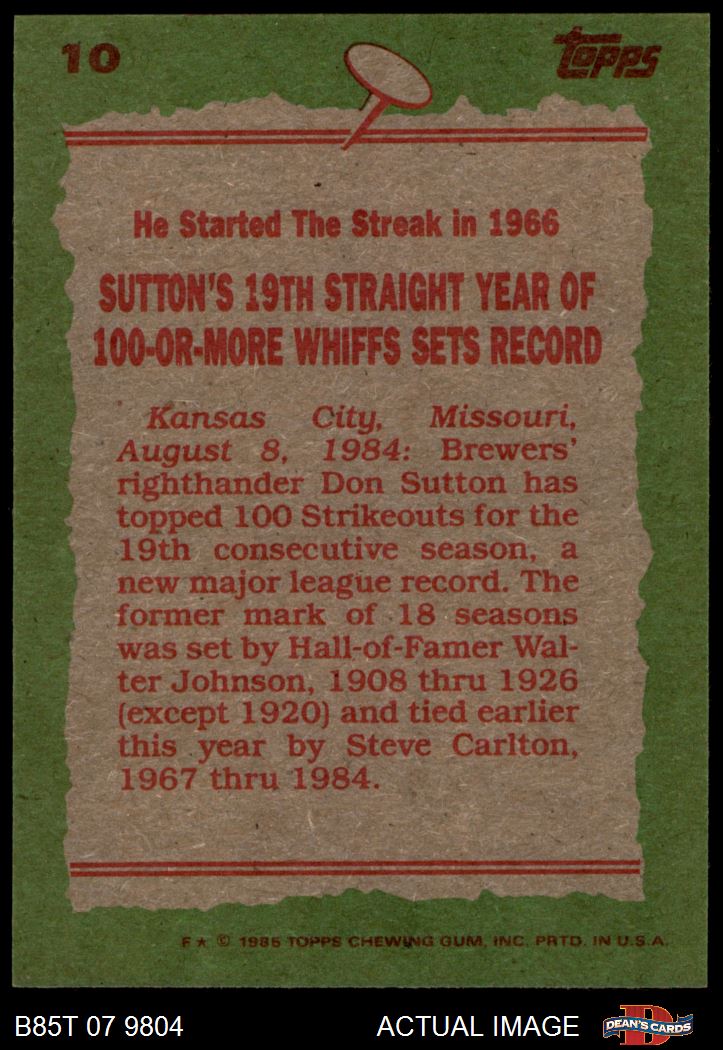 10
Topps
He Started The Streak in 1966
SUTTON'S 19TH STRAIGHT YEAR OF
100-OR-MORE WHIFFS SETS RECORD
Kansas City, Missouri,
August 8, 1984: Brewers'
righthander Don Sutton has
topped 100 Strikeouts for the
19th consecutive season, a
new major league record. The
former mark of 18 seasons
was set by Hall-of-Famer Wal-
ter Johnson, 1908 thru 1926
(except 1920) and tied earlier
this year by Steve Carlton,
1967 thru 1984.
F ★ © 1985 TOPPS CHEWING GUM, INC. PRTD. IN U.S.A.
B85T 07 9804
ACTUAL IMAGE
D
DEAN'S CARDS